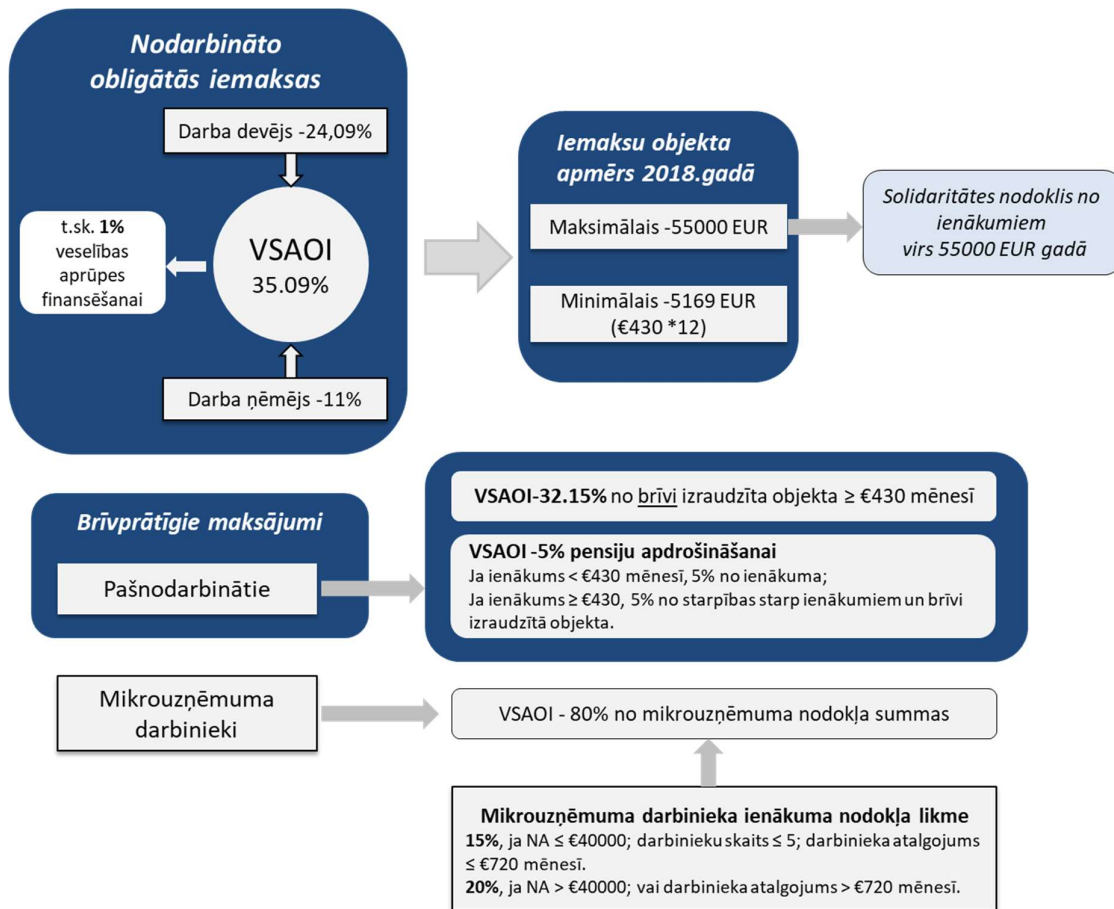 Nodarbināto
obligātās iemaksas
Darba devējs -24,09%
t.sk. 1%
veselības
aprūpes
finansēšanai
VSAOI
35.09%
Darba ņēmējs -11%
Iemaksu objekta
apmērs 2018.gadā
Maksimālais -55000 EUR
Minimālais -5169 EUR
(€430 *12)
Solidaritātes nodoklis no
ienākumiem
virs 55000 EUR gadā
Brīvprātīgie maksājumi
Pašnodarbinātie
VSAOI-32.15% no brīvi izraudzīta objekta ≥ €430 mēnesī
VSAOI -5% pensiju apdrošināšanai
Ja ienākums < €430 mēnesī, 5% no ienākuma;
Ja ienākums ≥ €430, 5% no starpības starp ienākumiem un brīvi
izraudzītā objekta.
Mikrouzņēmuma
darbinieki
VSAOI - 80% no mikrouzņēmuma nodokļa summas
Mikrouzņēmuma darbinieka ienākuma nodokļa likme
15%, ja NA ≤ €40000; darbinieku skaits ≤ 5; darbinieka atalgojums
≤ €720 mēnesī.
20%, ja NA > €40000; vai darbinieka atalgojums > €720 mēnesī.